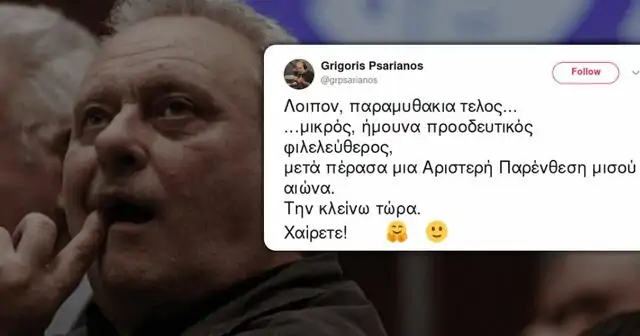 Grigoris Psarianos
@grpsarianos
Follow
Λοιπον, παραμυθακια τελος...
...μικρός, ήμουνα προοδευτικός
φιλελεύθερος,
μετά πέρασα μια Αριστερή Παρένθεση μισού
αιώνα.
Την κλείνω τώρα.
Χαίρετε! 🤗 🙂